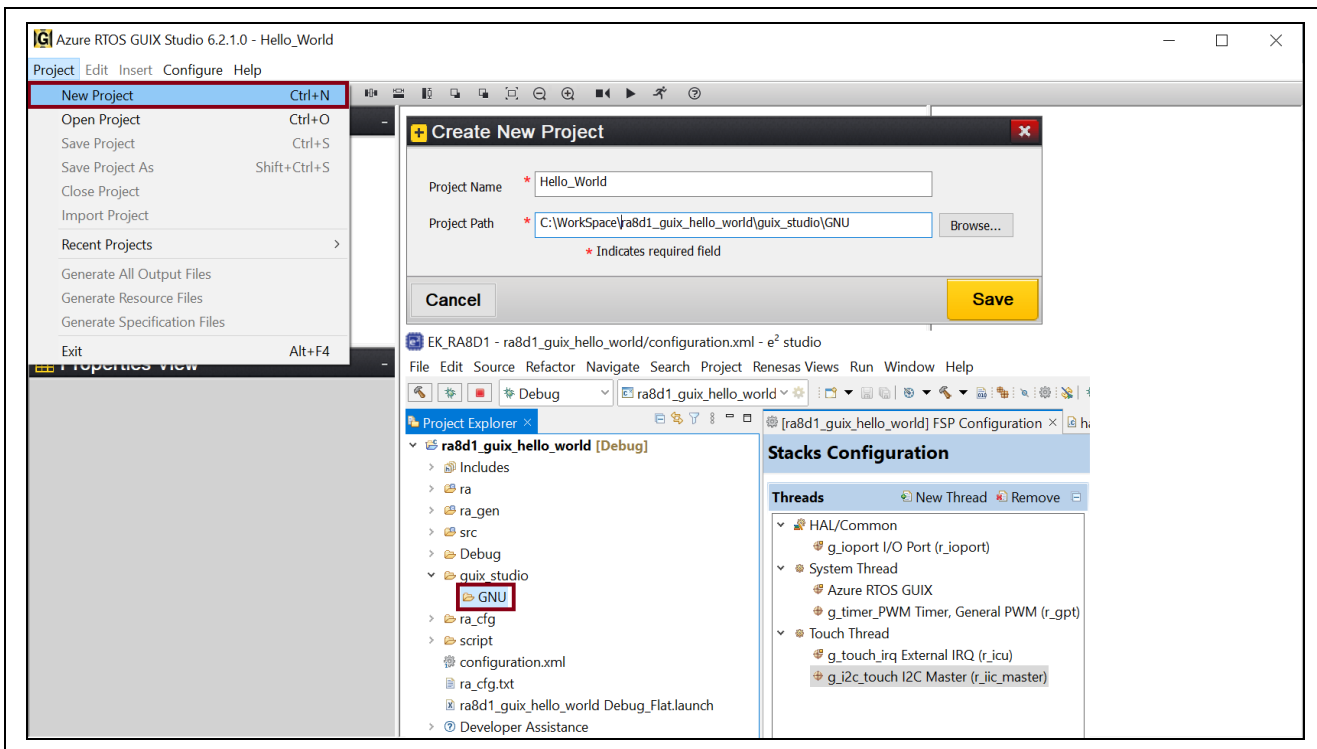 Azure RTOS GUIX Studio 6.2.1.0 - Hello_World
Project Edit Insert Configure Help
New Project Ctrl+N
Open Project Ctrl+O
Save Project Ctrl+S
Save Project As Shift+Ctrl+S
Close Project
Import Project
Recent Projects
Generate All Output Files
Generate Resource Files
Generate Specification Files
Exit Alt+F4
Properties View
Create New Project
Project Name * Hello_World
Project Path * C:\WorkSpace\ra8d1_guix_hello_world\guix_studio\GNU Browse...
* Indicates required field
Cancel Save
EK_RA8D1 - ra8d1_guix_hello_world/configuration.xml - e² studio
File Edit Source Refactor Navigate Search Project Renesas Views Run Window Help
Debug ra8d1_guix_hello_world
Project Explorer
ra8d1_guix_hello_world [Debug]
Includes
ra
ra_gen
src
Debug
guix_studio
GNU
ra_cfg
script
configuration.xml
ra_cfg.txt
ra8d1_guix_hello_world Debug_Flat.launch
Developer Assistance
[ra8d1_guix_hello_world] FSP Configuration
Stacks Configuration
Threads New Thread Remove
HAL/Common
g_ioport I/O Port (r_ioport)
System Thread
Azure RTOS GUIX
g_timer_PWM Timer, General PWM (r_gpt)
Touch Thread
g_touch_irq External IRQ (r_icu)
g_i2c_touch I2C Master (r_iic_master)